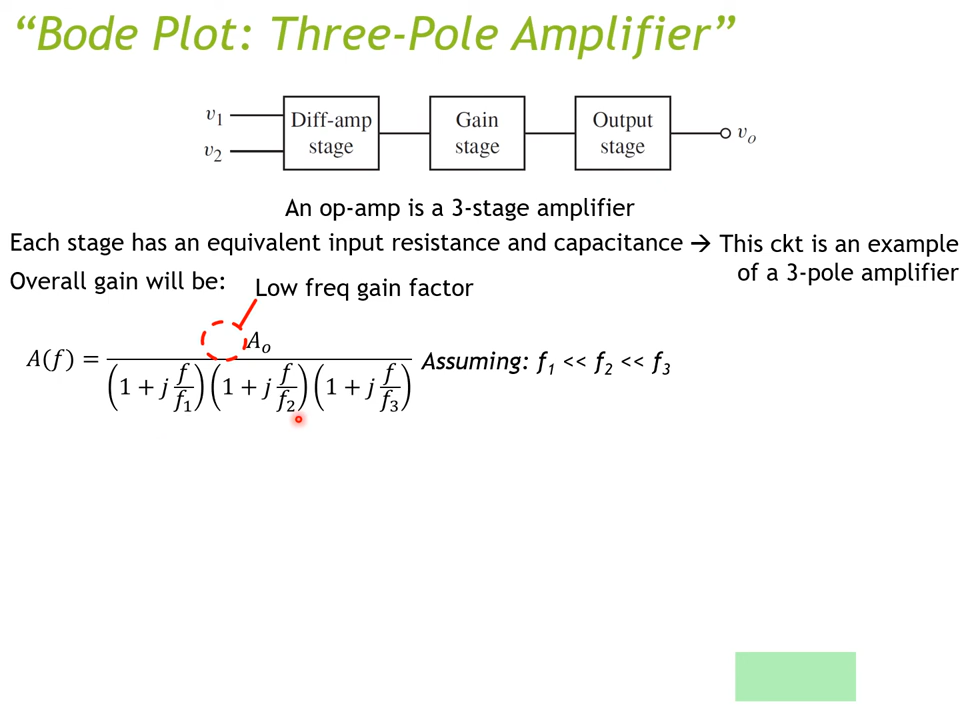 “Bode Plot: Three-Pole Amplifier”
v₁
v₂
Diff-amp
stage
Gain
stage
Output
stage
vₒ
An op-amp is a 3-stage amplifier
Each stage has an equivalent input resistance and capacitance → This ckt is an example
of a 3-pole amplifier
Overall gain will be:
Low freq gain factor
A(f) = Aₒ / (1 + j f/f₁)(1 + j f/f₂)(1 + j f/f₃)
Assuming: f₁ << f₂ << f₃